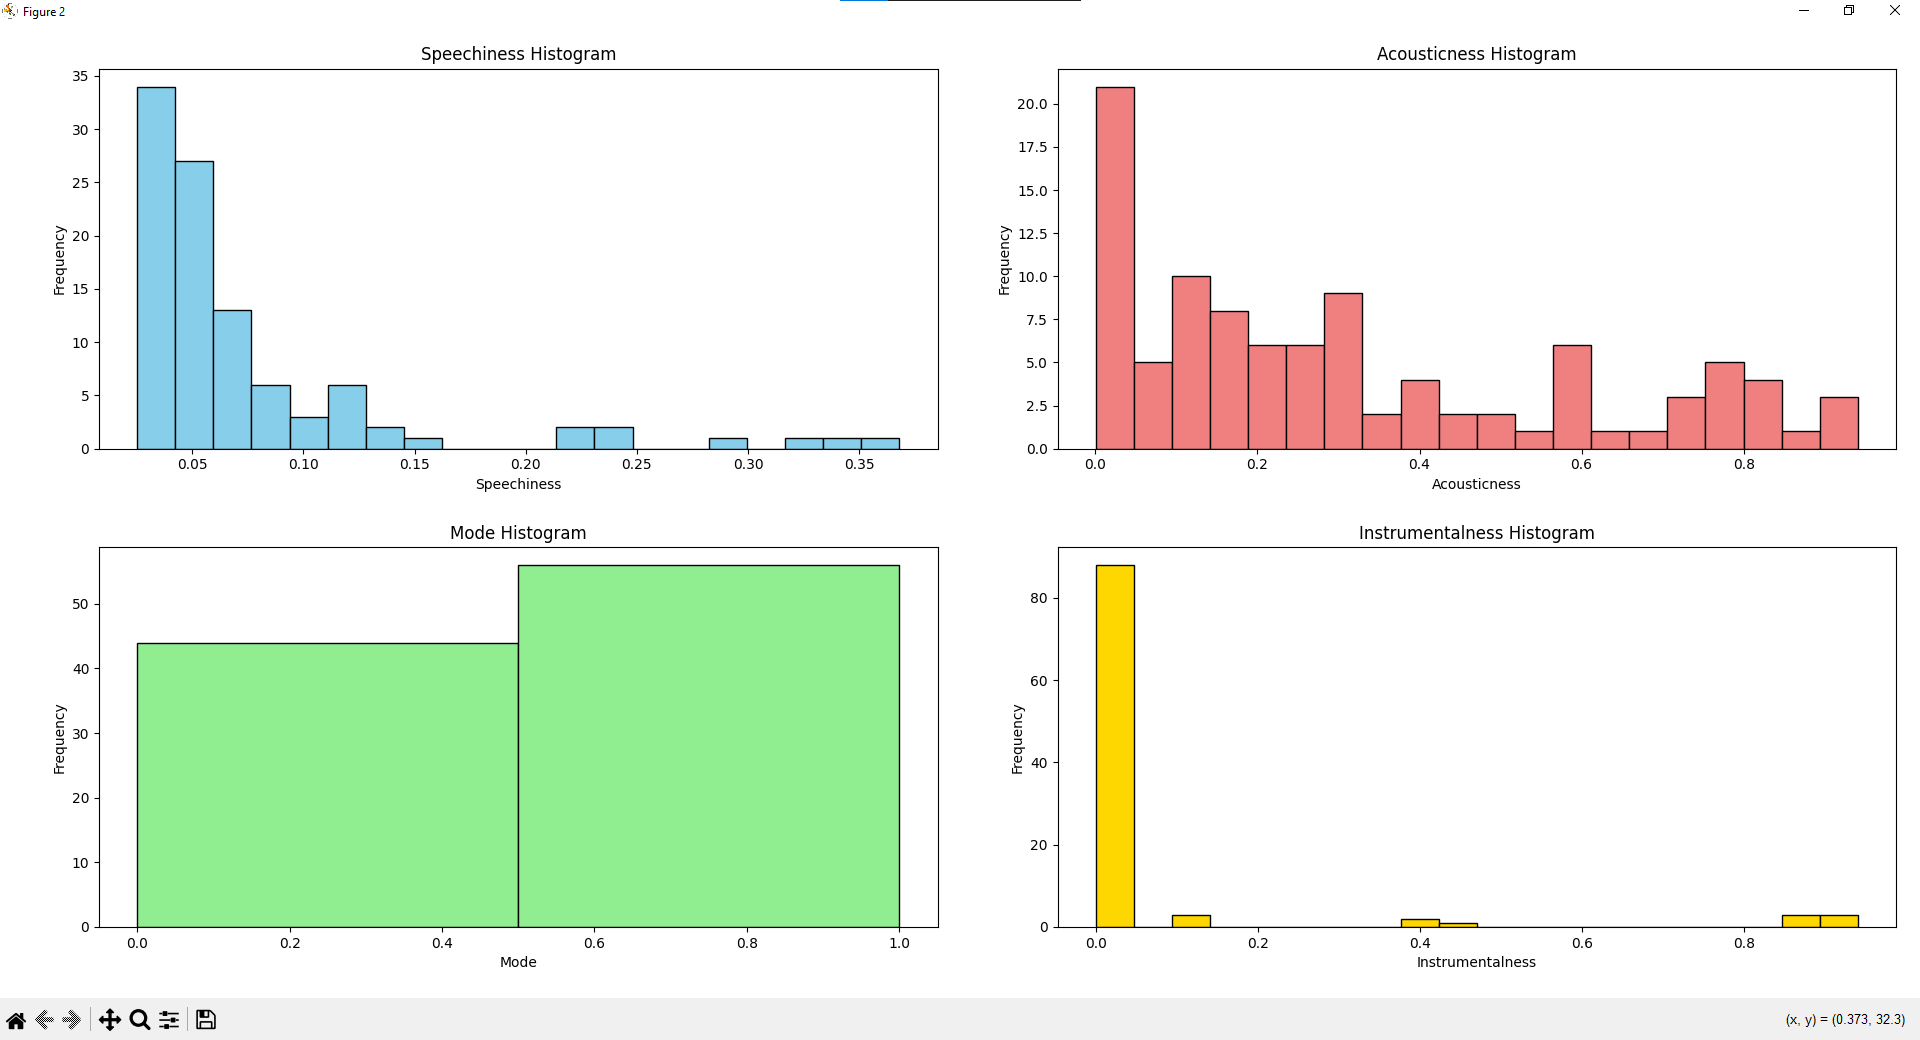 Figure 2
Speechiness Histogram
35
30
25
20
15
10
5
0
Frequency
0.05 0.10 0.15 0.20 0.25 0.30 0.35
Speechiness
Acousticness Histogram
20.0
17.5
15.0
12.5
10.0
7.5
5.0
2.5
0.0
Frequency
0.0 0.2 0.4 0.6 0.8
Acousticness
Mode Histogram
50
40
30
20
10
0
Frequency
0.0 0.2 0.4 0.6 0.8 1.0
Mode
Instrumentalness Histogram
80
60
40
20
0
Frequency
0.0 0.2 0.4 0.6 0.8
Instrumentalness
(x, y) = (0.373, 32.3)